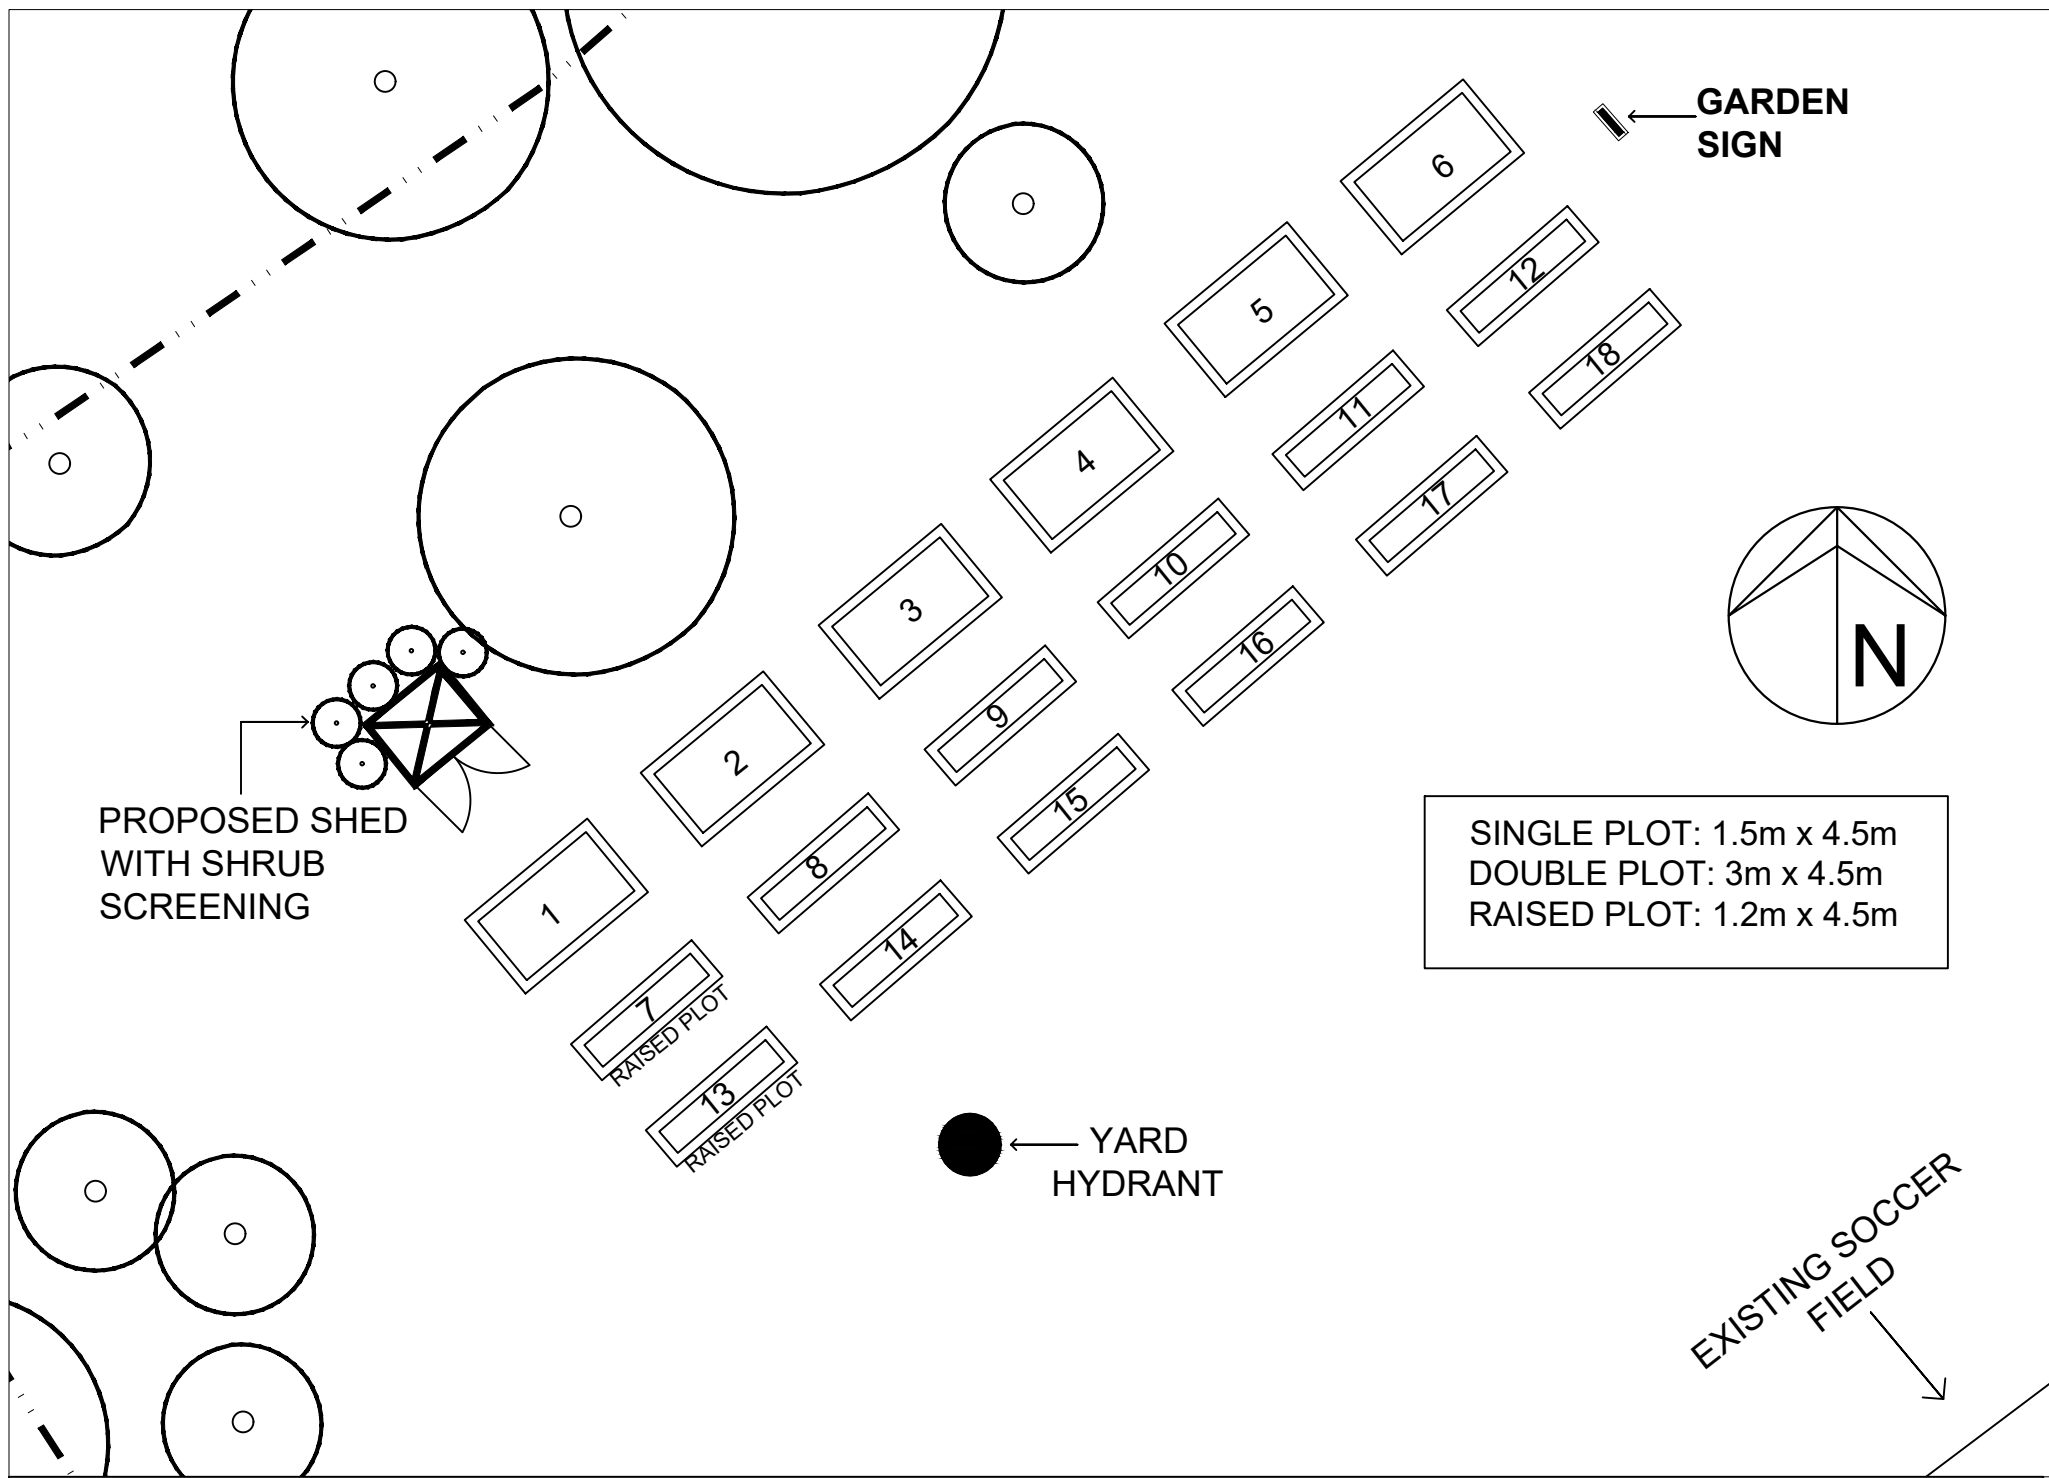 GARDEN
SIGN
6
5
12
4
18
11
3
17
10
2
16
9
N
1
15
8
PROPOSED SHED
WITH SHRUB
SCREENING
SINGLE PLOT: 1.5m x 4.5m
DOUBLE PLOT: 3m x 4.5m
RAISED PLOT: 1.2m x 4.5m
14
7
RAISED PLOT
13
RAISED PLOT
YARD
HYDRANT
EXISTING SOCCER
FIELD